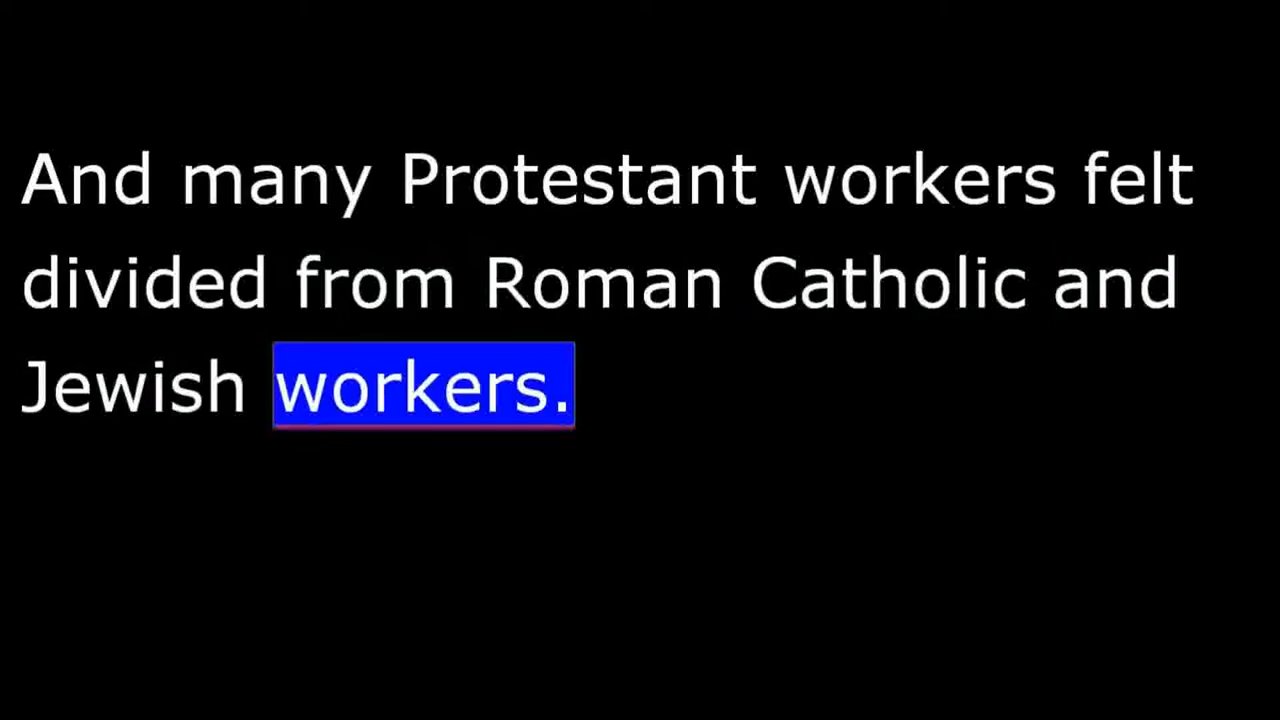 And many Protestant workers felt
divided from Roman Catholic and
Jewish workers.